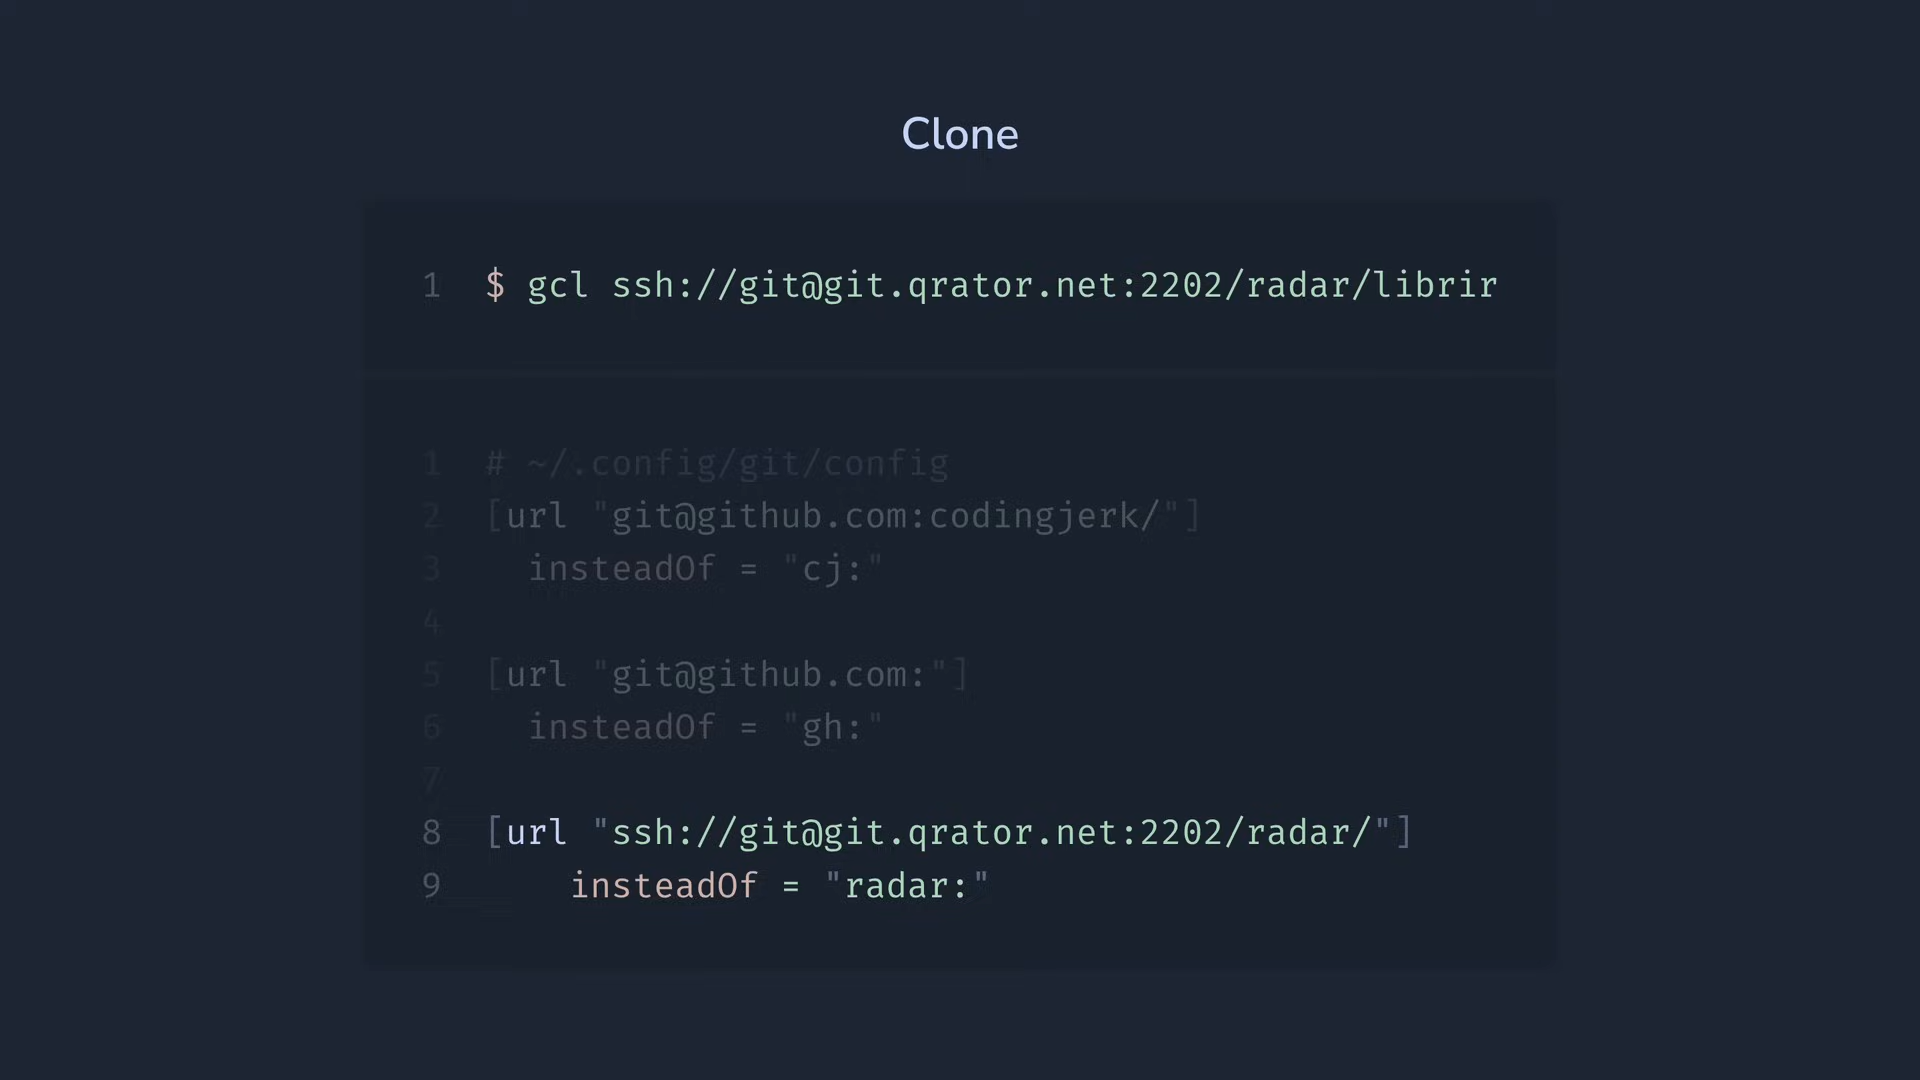 Clone
1 $ gcl ssh://git@git.qrator.net:2202/radar/librir
1 # ~/.config/git/config
2 [url "git@github.com:codingjerk/"]
3 insteadOf = "cj:"
4
5 [url "git@github.com:"]
6 insteadOf = "gh:"
7
8 [url "ssh://git@git.qrator.net:2202/radar/"]
9 insteadOf = "radar:"